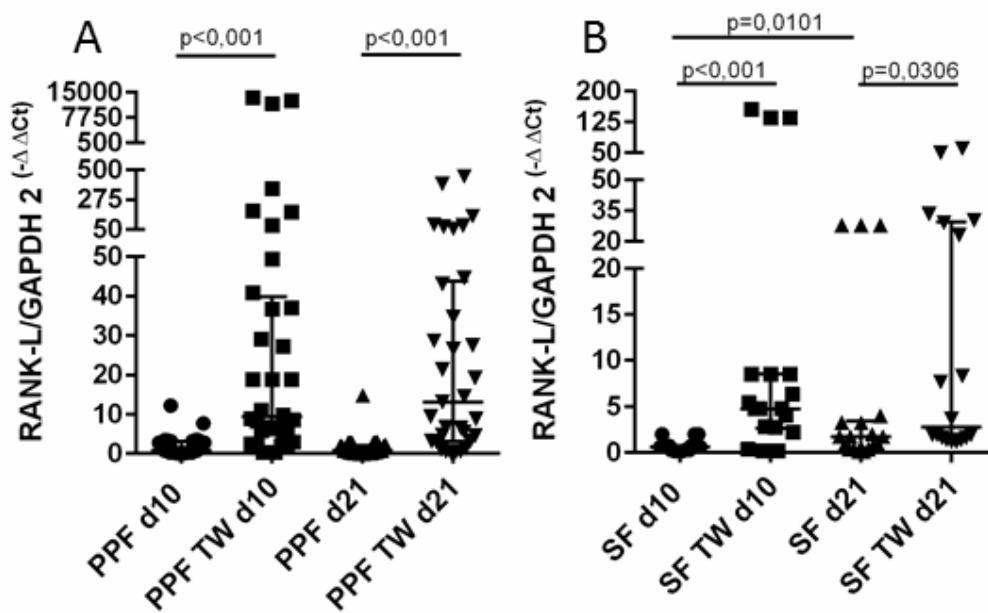 A
p<0,001
p<0,001
RANK-L/GAPDH 2 (-Δ ΔCt)
15000
7750
500
500
275
50
50
40
30
20
10
0
PPF d10
PPF TW d10
PPF d21
PPF TW d21
B
p=0,0101
p<0,001
p=0,0306
RANK-L/GAPDH 2 (-Δ ΔCt)
200
125
50
50
35
20
20
15
10
5
0
SF d10
SF TW d10
SF d21
SF TW d21